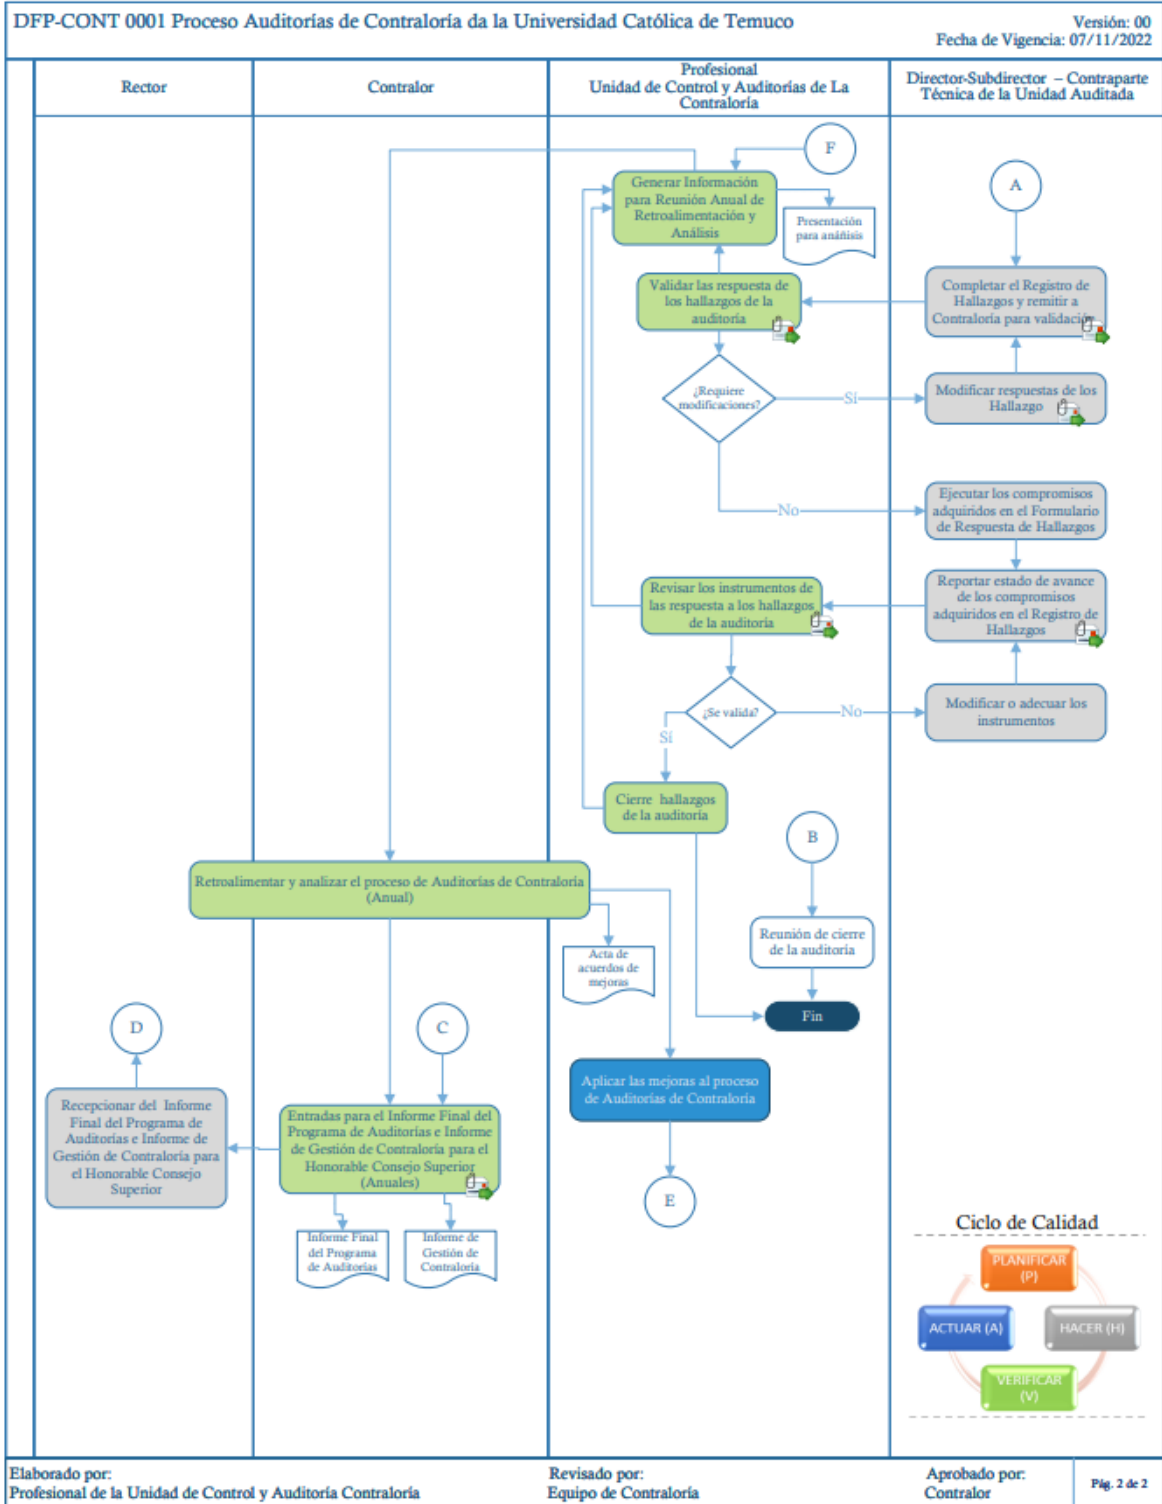 DFP-CONT 0001 Proceso Auditorías de Contraloría da la Universidad Católica de Temuco
Versión: 00
Fecha de Vigencia: 07/11/2022
Rector
Contralor
Profesional
Unidad de Control y Auditorías de La
Contraloría
Director-Subdirector – Contraparte
Técnica de la Unidad Auditada
F
A
Generar Información
para Reunión Anual de
Retroalimentación y
Análisis
Presentación
para anáñisis
Validar las respuesta de
los hallazgos de la
auditoría
Completar el Registro de
Hallazgos y remitir a
Contraloría para validación
¿Requiere
modificaciones?
Sí
Modificar respuestas de los
Hallazgo
No
Ejecutar los compromisos
adquiridos en el Formulario
de Respuesta de Hallazgos
Revisar los instrumentos de
las respuesta a los hallazgos
de la auditoría
Reportar estado de avance
de los compromisos
adquiridos en el Registro de
Hallazgos
¿Se valida?
No
Modificar o adecuar los
instrumentos
Sí
Cierre hallazgos
de la auditoría
B
Retroalimentar y analizar el proceso de Auditorías de Contraloría
(Anual)
Reunión de cierre
de la auditoría
Acta de
acuerdos de
mejoras
Fin
D
C
Aplicar las mejoras al proceso
de Auditorías de Contraloría
Recepcionar del Informe
Final del Programa de
Auditorías e Informe de
Gestión de Contraloría para
el Honorable Consejo
Superior
Entradas para el Informe Final del
Programa de Auditorías e Informe
de Gestión de Contraloría para el
Honorable Consejo Superior
(Anuales)
E
Informe Final
del Programa
de Auditorías
Informe de
Gestión de
Contraloría
Ciclo de Calidad
PLANIFICAR
(P)
ACTUAR (A)
HACER (H)
VERIFICAR
(V)
Elaborado por:
Profesional de la Unidad de Control y Auditoría Contraloría
Revisado por:
Equipo de Contraloría
Aprobado por:
Contralor
Pág. 2 de 2